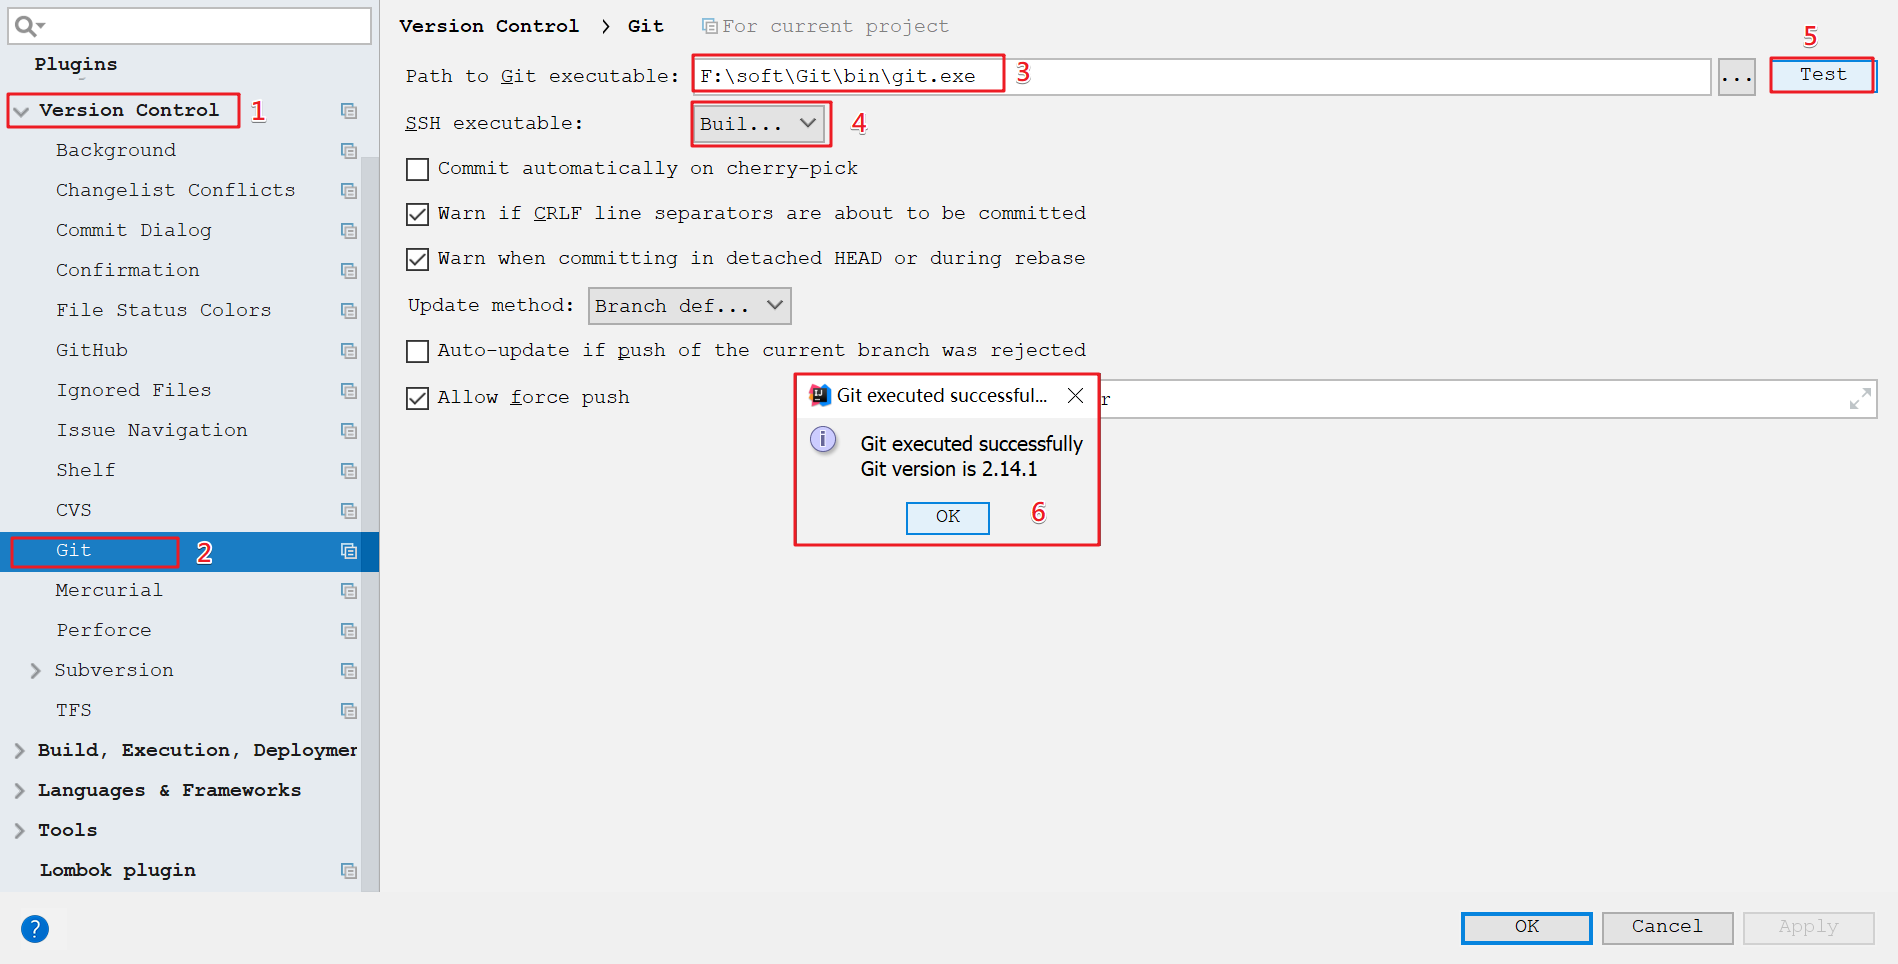 Plugins
Version Control 1
Background
Changelist Conflicts
Commit Dialog
Confirmation
File Status Colors
GitHub
Ignored Files
Issue Navigation
Shelf
CVS
Git 2
Mercurial
Perforce
Subversion
TFS
Build, Execution, Deploymen
Languages & Frameworks
Tools
Lombok plugin
Version Control > Git For current project
5
Path to Git executable: F:\soft\Git\bin\git.exe 3 ... Test
SSH executable: Buil... 4
Commit automatically on cherry-pick
Warn if CRLF line separators are about to be committed
Warn when committing in detached HEAD or during rebase
Update method: Branch def...
Auto-update if push of the current branch was rejected
Allow force push
r
Git executed successful...
Git executed successfully
Git version is 2.14.1
OK 6
? OK Cancel Apply